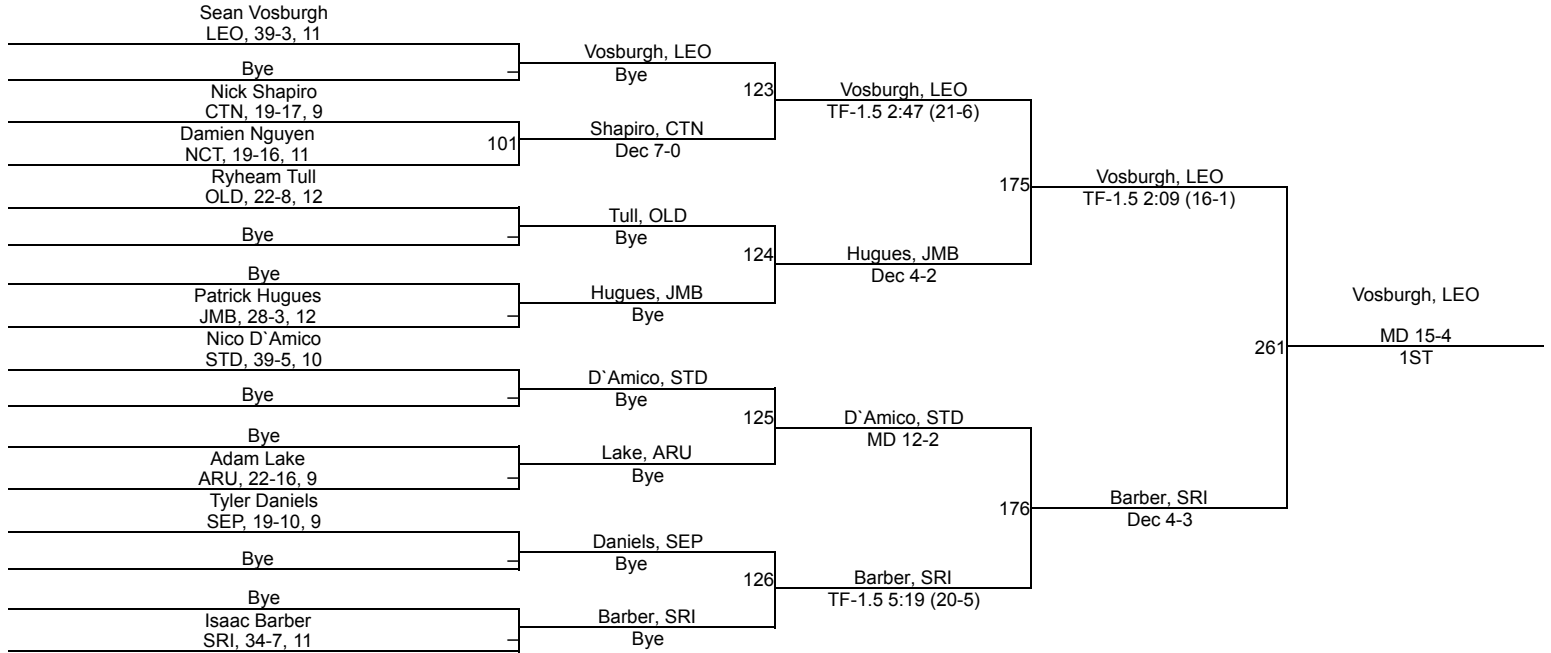 Sean Vosburgh
LEO, 39-3, 11
Bye
Nick Shapiro
CTN, 19-17, 9
Damien Nguyen
NCT, 19-16, 11
101
Ryheam Tull
OLD, 22-8, 12
Bye
Bye
Patrick Hugues
JMB, 28-3, 12
Nico D`Amico
STD, 39-5, 10
Bye
Bye
Adam Lake
ARU, 22-16, 9
Tyler Daniels
SEP, 19-10, 9
Bye
Bye
Isaac Barber
SRI, 34-7, 11
Vosburgh, LEO
Bye
123
Shapiro, CTN
Dec 7-0
Tull, OLD
Bye
124
Hugues, JMB
Bye
D`Amico, STD
Bye
125
Lake, ARU
Bye
Daniels, SEP
Bye
126
Barber, SRI
Bye
Vosburgh, LEO
TF-1.5 2:47 (21-6)
175
Hugues, JMB
Dec 4-2
D`Amico, STD
MD 12-2
176
Barber, SRI
TF-1.5 5:19 (20-5)
Vosburgh, LEO
TF-1.5 2:09 (16-1)
261
Barber, SRI
Dec 4-3
Vosburgh, LEO
MD 15-4
1ST